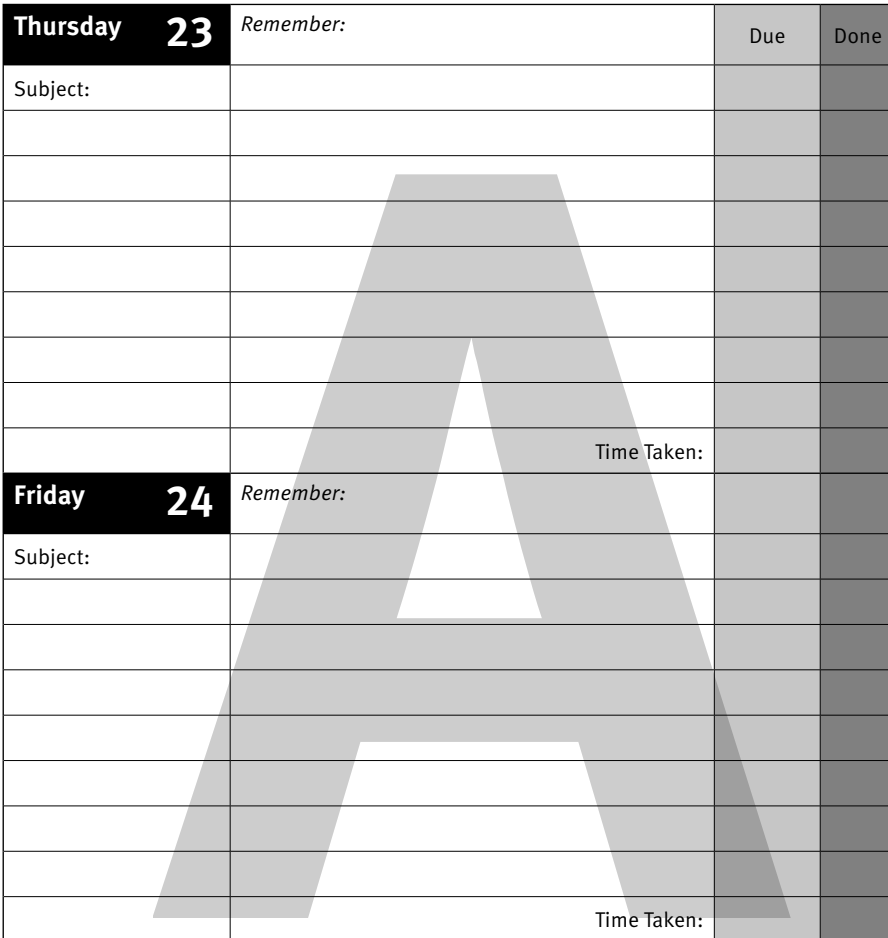 Thursday 23 Remember: Due Done
Subject:
Time Taken:
Friday 24 Remember:
Subject:
Time Taken:
A